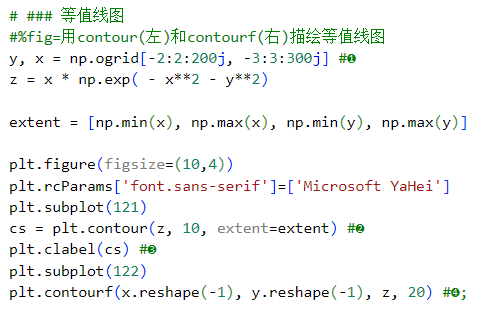 # ### 等值线图
#%fig=用contour(左)和contourf(右)描绘等值线图
y, x = np.ogrid[-2:2:200j, -3:3:300j] #❶
z = x * np.exp( - x**2 - y**2)
extent = [np.min(x), np.max(x), np.min(y), np.max(y)]
plt.figure(figsize=(10,4))
plt.rcParams['font.sans-serif']=['Microsoft YaHei']
plt.subplot(121)
cs = plt.contour(z, 10, extent=extent) #❷
plt.clabel(cs) #❸
plt.subplot(122)
plt.contourf(x.reshape(-1), y.reshape(-1), z, 20) #❹;